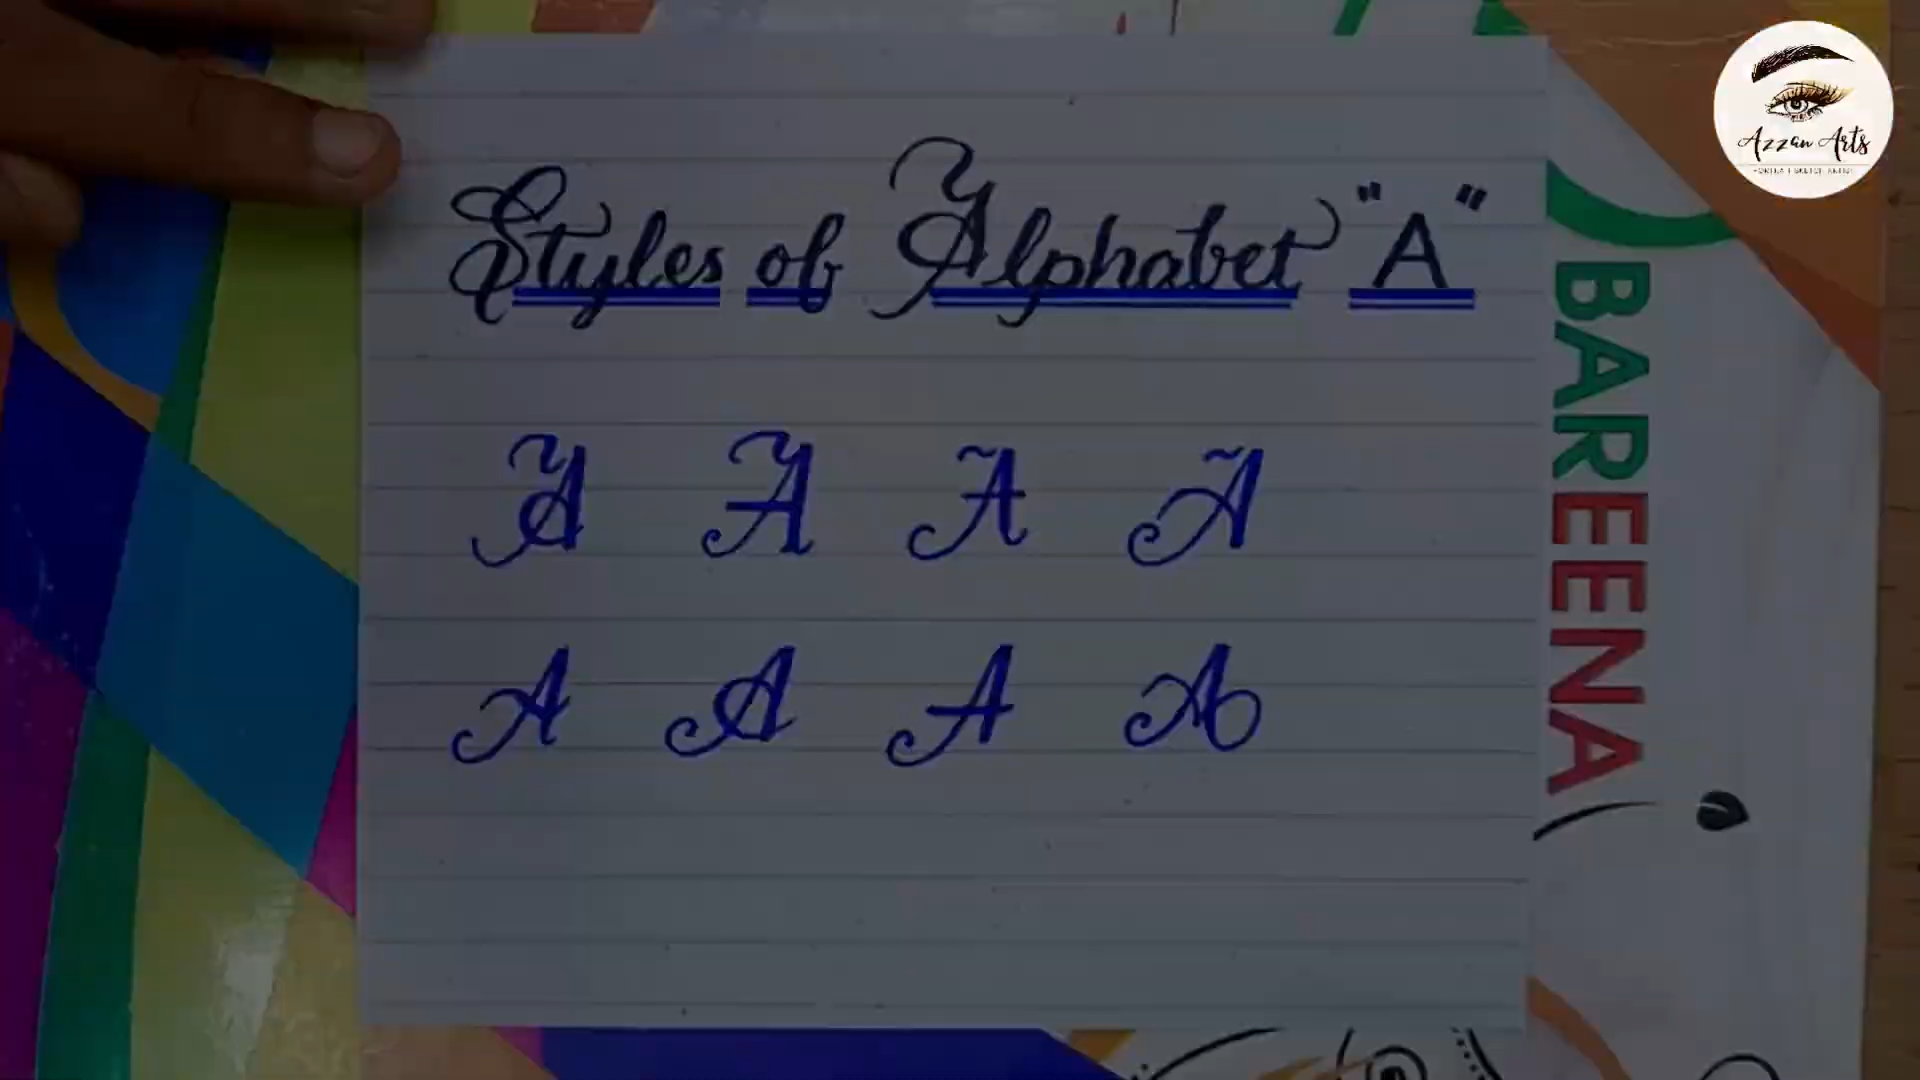 Styles of Alphabet "A"
A A A A
A A A A
BAREENA
Azzan Arts